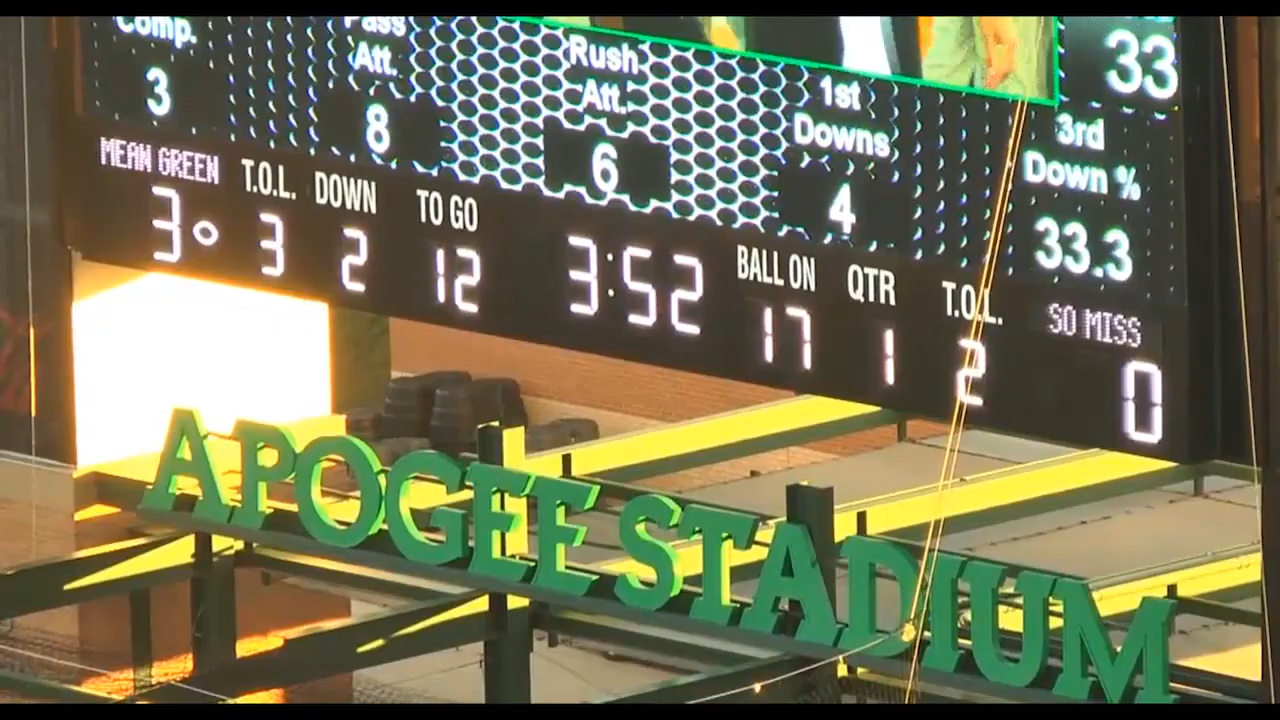 Comp.
Pass
Att.
Rush
Att.
1st
Downs
33
3rd
Down %
3
8
6
4
33.3
MEAN GREEN
T.O.L.
DOWN
TO GO
BALL ON
QTR
T.O.L.
SO MISS
3
3
2
12
3:52
17
1
2
0
APOGEE STADIUM